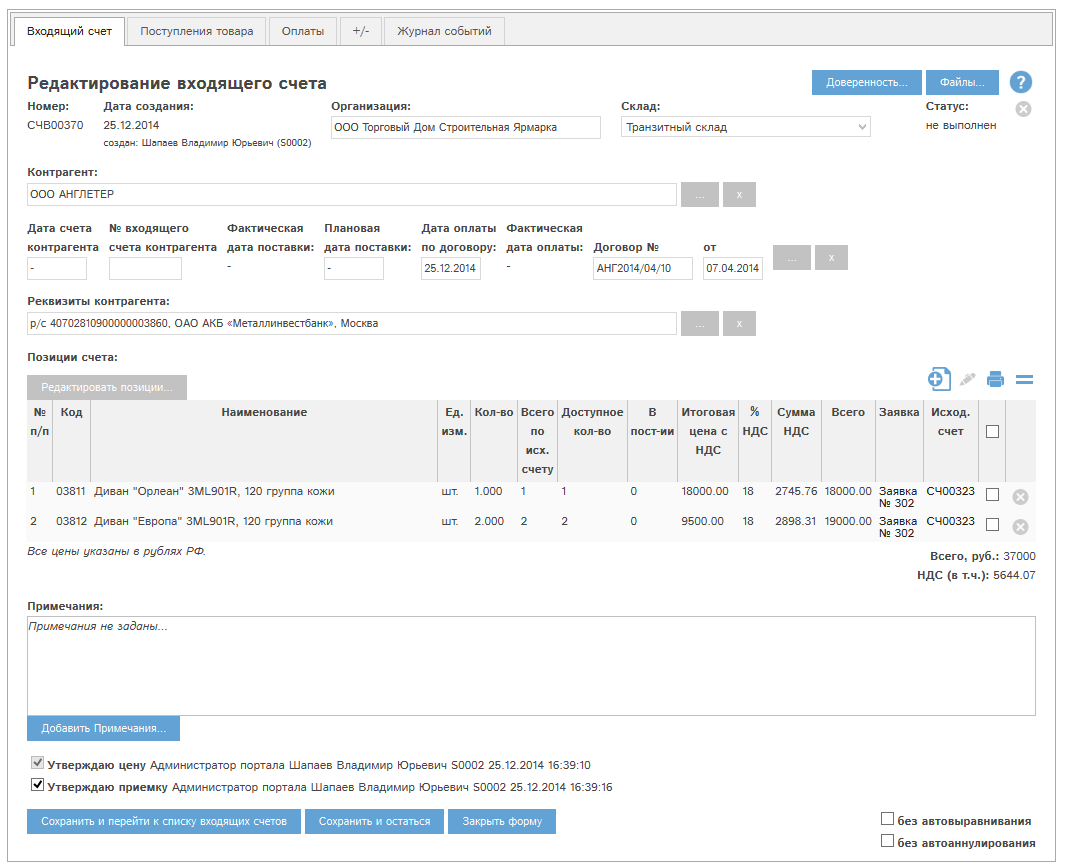 Входящий счет Поступления товара Оплаты +/- Журнал событий
Редактирование входящего счета Доверенность... Файлы... ?
Номер: Дата создания: Организация: Склад: Статус:
СЧВ00370 25.12.2014 ООО Торговый Дом Строительная Ярмарка Транзитный склад не выполнен
создан: Шапаев Владимир Юрьевич (S0002)
Контрагент:
ООО АНГЛЕТЕР ... x
Дата счета № входящего Фактическая Плановая Дата оплаты Фактическая
контрагента счета контрагента дата поставки: дата поставки: по договору: дата оплаты: Договор № от
- - - 25.12.2014 - АНГ2014/04/10 07.04.2014 ... x
Реквизиты контрагента:
р/с 40702810900000003860, ОАО АКБ «Металлинвестбанк», Москва ... x
Позиции счета:
Редактировать позиции...
№ Код Наименование Ед. Кол-во Всего Доступное В Итоговая % Сумма Всего Заявка Исход.
п/п изм. по кол-во пост-ии цена с НДС НДС счет
исх. НДС
счету
1 03811 Диван "Орлеан" 3ML901R, 120 группа кожи шт. 1.000 1 1 0 18000.00 18 2745.76 18000.00 Заявка СЧ00323
№ 302
2 03812 Диван "Европа" 3ML901R, 120 группа кожи шт. 2.000 2 2 0 9500.00 18 2898.31 19000.00 Заявка СЧ00323
№ 302
Все цены указаны в рублях РФ.
Всего, руб.: 37000
НДС (в т.ч.): 5644.07
Примечания:
Примечания не заданы...
Добавить Примечания...
Утверждаю цену Администратор портала Шапаев Владимир Юрьевич S0002 25.12.2014 16:39:10
Утверждаю приемку Администратор портала Шапаев Владимир Юрьевич S0002 25.12.2014 16:39:16
Сохранить и перейти к списку входящих счетов Сохранить и остаться Закрыть форму
без автовыравнивания
без автоаннулирования